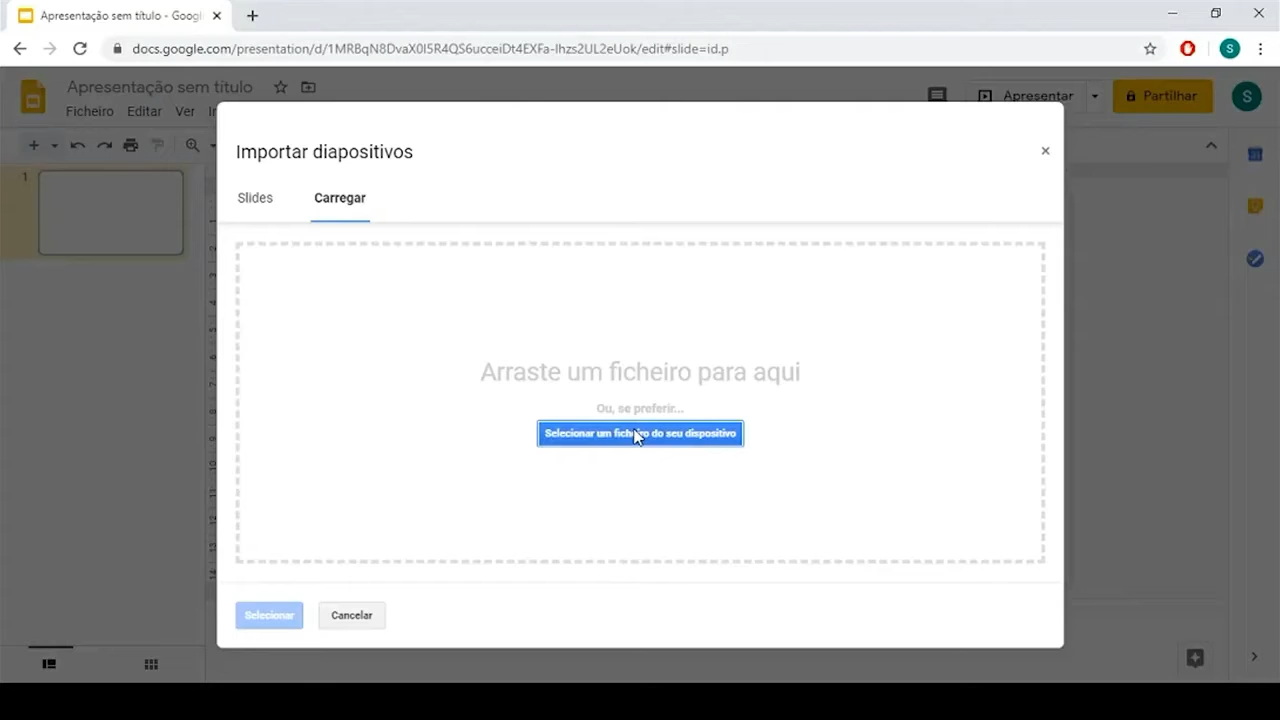 Apresentação sem título - Googl
docs.google.com/presentation/d/1MRBqN8DvaX0I5R4QS6ucceiDt4EXFa-lhzs2UL2eUok/edit#slide=id.p
S
Apresentação sem título
Ficheiro Editar Ver
Apresentar
Partilhar
S
1
Importar diapositivos
Slides Carregar
Arraste um ficheiro para aqui
Ou, se preferir...
Selecionar um ficheiro do seu dispositivo
Selecionar Cancelar